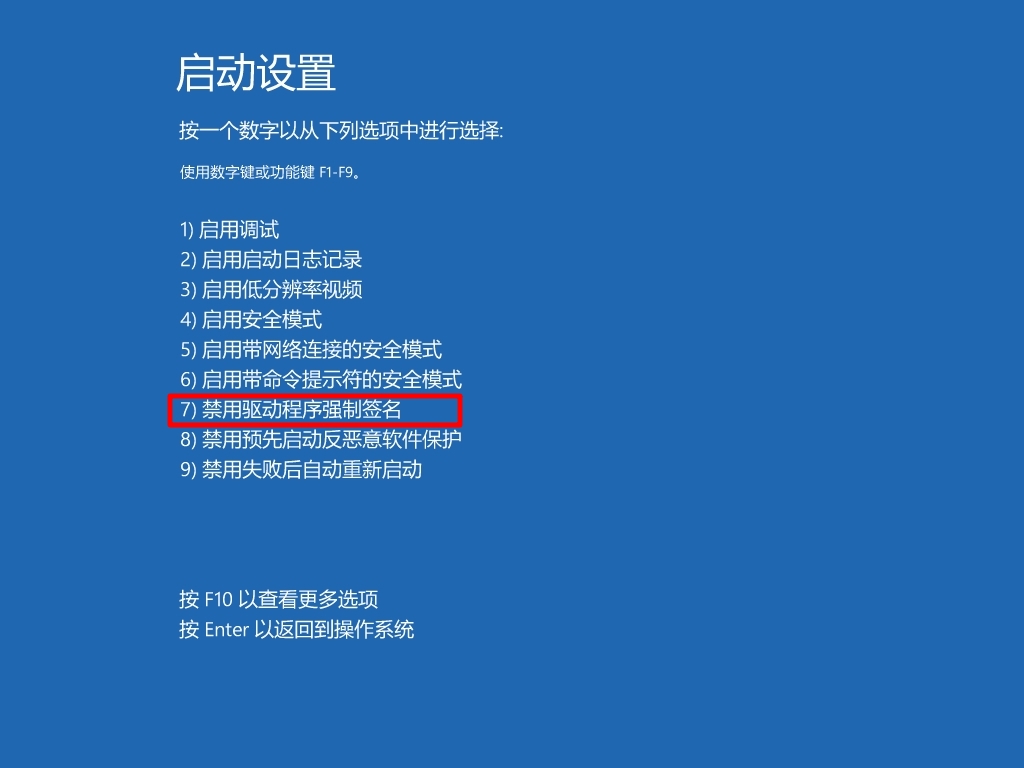 启动设置
按一个数字以从下列选项中进行选择:
使用数字键或功能键 F1-F9。
1) 启用调试
2) 启用启动日志记录
3) 启用低分辨率视频
4) 启用安全模式
5) 启用带网络连接的安全模式
6) 启用带命令提示符的安全模式
7) 禁用驱动程序强制签名
8) 禁用预先启动反恶意软件保护
9) 禁用失败后自动重新启动
按 F10 以查看更多选项
按 Enter 以返回到操作系统